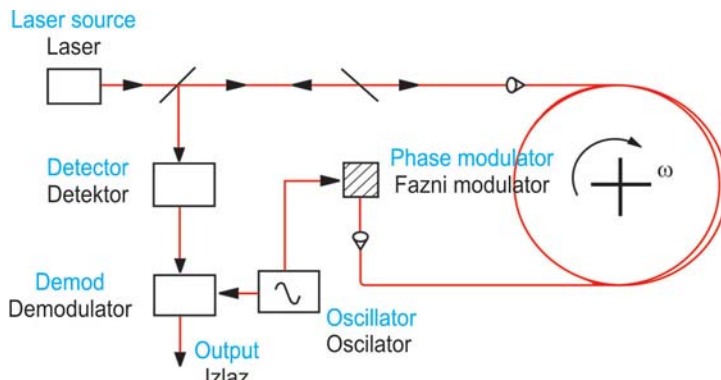 Laser source
Laser
Detector
Detektor
Phase modulator
Fazni modulator
ω
Demod
Demodulator
Oscillator
Oscilator
Output
Izlaz